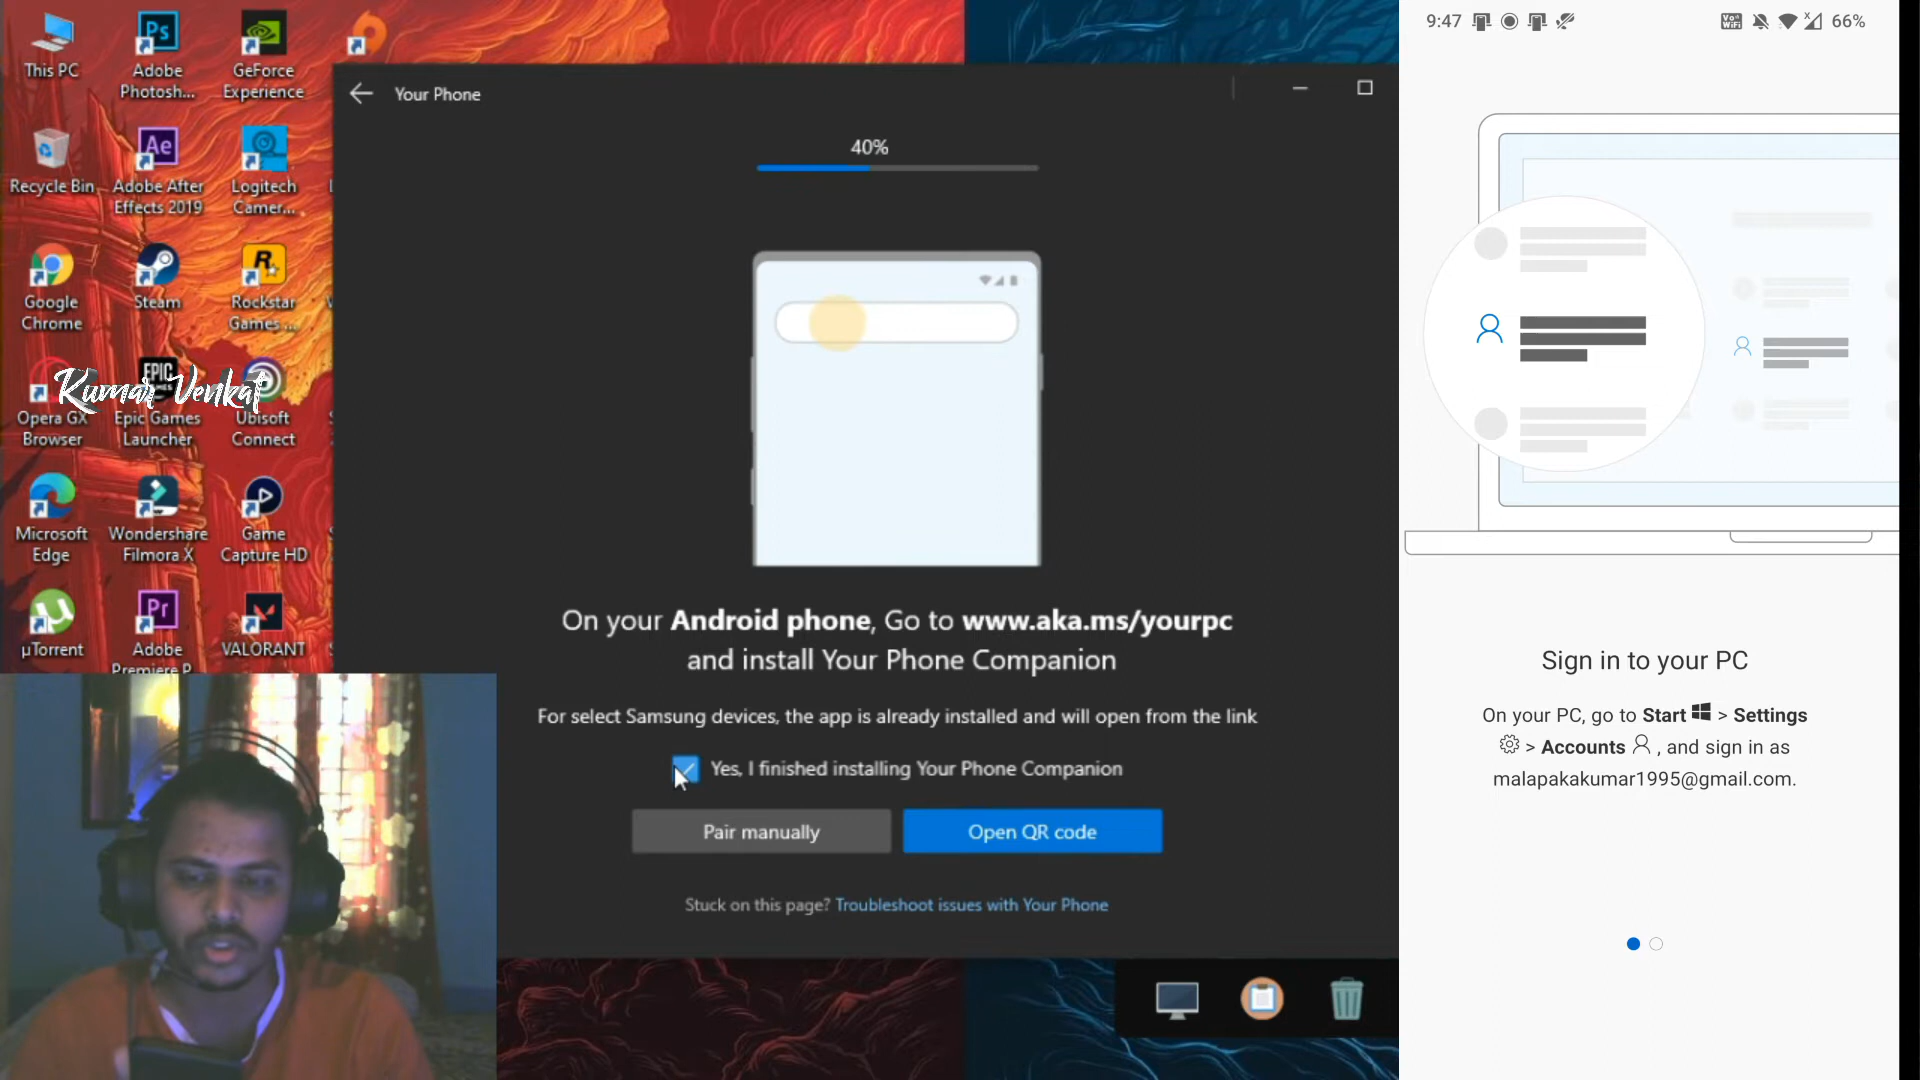 This PC
Adobe
Photosh...
GeForce
Experience
Recycle Bin
Adobe After
Effects 2019
Logitech
Camer...
Google
Chrome
Steam
Rockstar
Games ...
Kumar Venkat
Opera GX
Browser
EPIC
GAMES
Epic Games
Launcher
Ubisoft
Connect
Microsoft
Edge
Wondershare
Filmora X
Game
Capture HD
µTorrent
Adobe
Premiere P...
VALORANT
Your Phone
40%
On your Android phone, Go to www.aka.ms/yourpc
and install Your Phone Companion
For select Samsung devices, the app is already installed and will open from the link
Yes, I finished installing Your Phone Companion
Pair manually
Open QR code
Stuck on this page? Troubleshoot issues with Your Phone
9:47
66%
Sign in to your PC
On your PC, go to Start > Settings
> Accounts , and sign in as
malapakakumar1995@gmail.com.